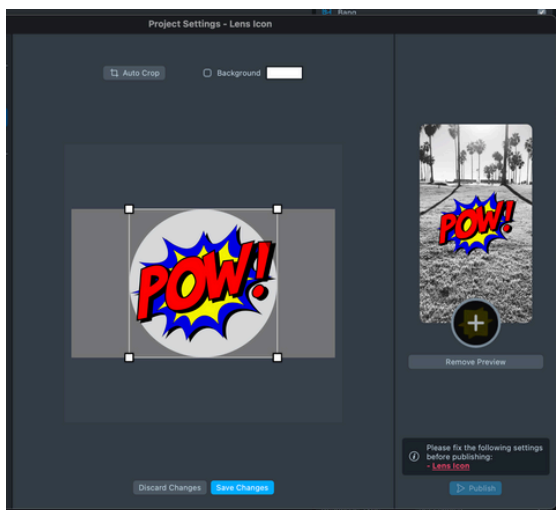 Bang
Project Settings - Lens Icon
Auto Crop
Background
POW!
POW!
Remove Preview
Please fix the following settings
before publishing:
- Lens Icon
Discard Changes
Save Changes
Publish